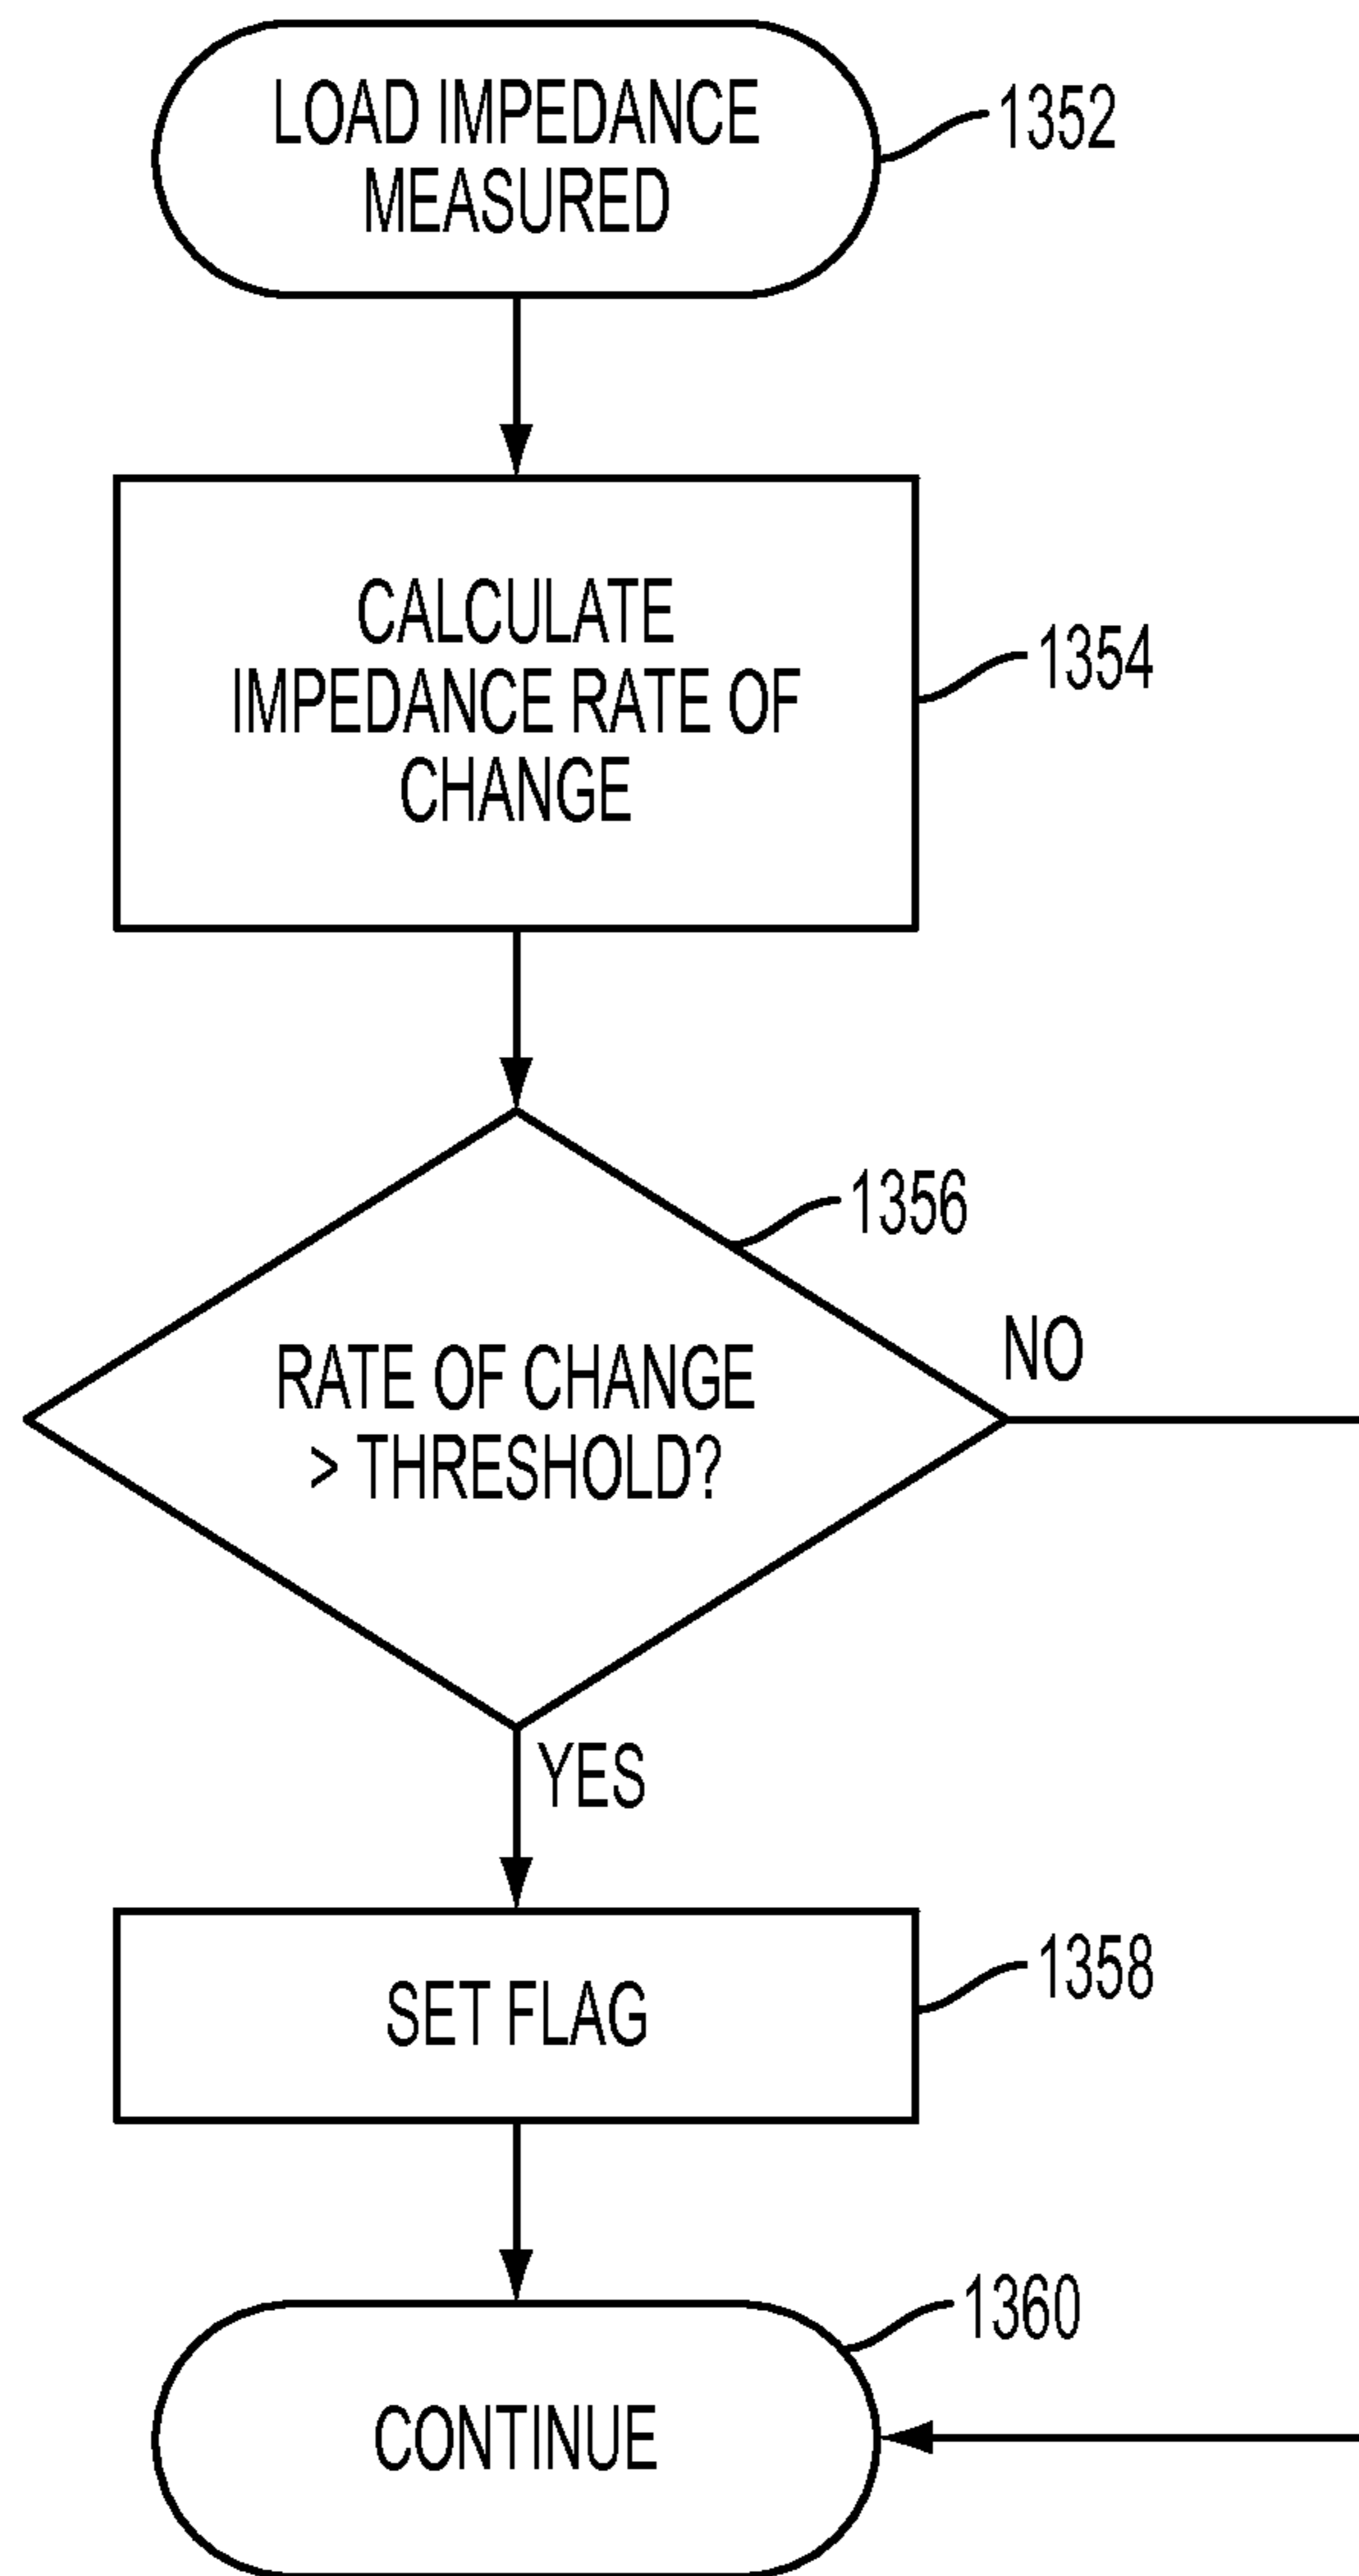 LOAD IMPEDANCE
MEASURED
1352
CALCULATE
IMPEDANCE RATE OF
CHANGE
1354
1356
RATE OF CHANGE
> THRESHOLD?
NO
YES
SET FLAG
1358
1360
CONTINUE